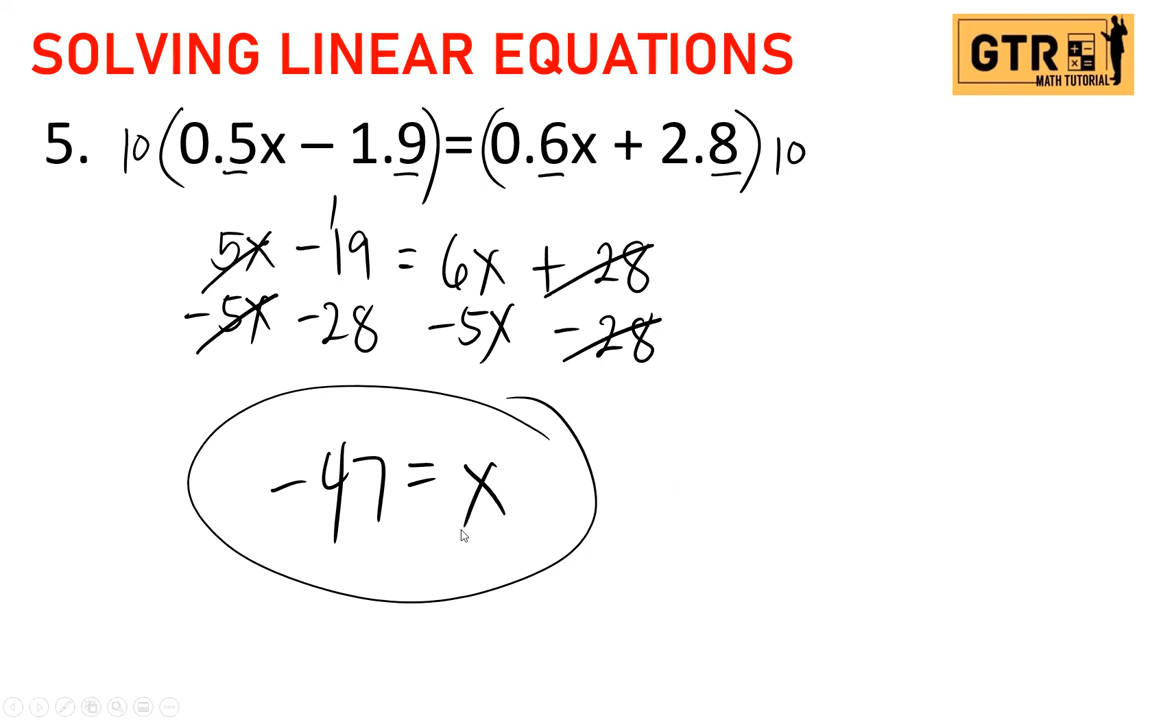 SOLVING LINEAR EQUATIONS
GTR
MATH TUTORIAL
5. 10 (0.5x – 1.9) = (0.6x + 2.8) 10
5x - 19 = 6x + 28
-5x -28 -5x -28
-47 = x